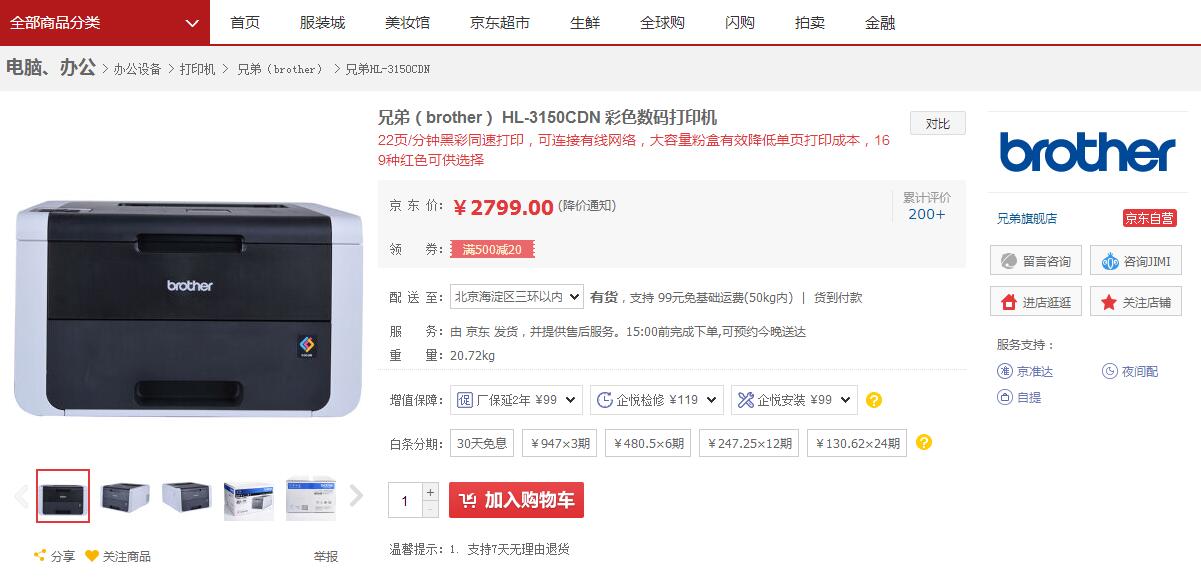 全部商品分类
首页 服装城 美妆馆 京东超市 生鲜 全球购 闪购 拍卖 金融
电脑、办公 > 办公设备 > 打印机 > 兄弟（brother） > 兄弟HL-3150CDN
兄弟（brother） HL-3150CDN 彩色数码打印机
对比
22页/分钟黑彩同速打印，可连接有线网络，大容量粉盒有效降低单页打印成本，16
9种红色可供选择
京东价： ￥2799.00 (降价通知)
累计评价
200+
领券： 满500减20
配送至： 北京海淀区三环以内 有货，支持 99元免基础运费(50kg内) | 货到付款
服务： 由 京东 发货，并提供售后服务。15:00前完成下单,可预约今晚送达
重量： 20.72kg
增值保障： 促 厂保延2年 ¥99 企悦检修 ¥119 企悦安装 ¥99 ?
白条分期： 30天免息 ￥947×3期 ￥480.5×6期 ￥247.25×12期 ￥130.62×24期 ?
1 + - 加入购物车
温馨提示：1. 支持7天无理由退货
brother
分享 关注商品 举报
brother
兄弟旗舰店 京东自营
留言咨询 咨询JIMI
进店逛逛 关注店铺
服务支持：
准 京准达 夜间配
自提